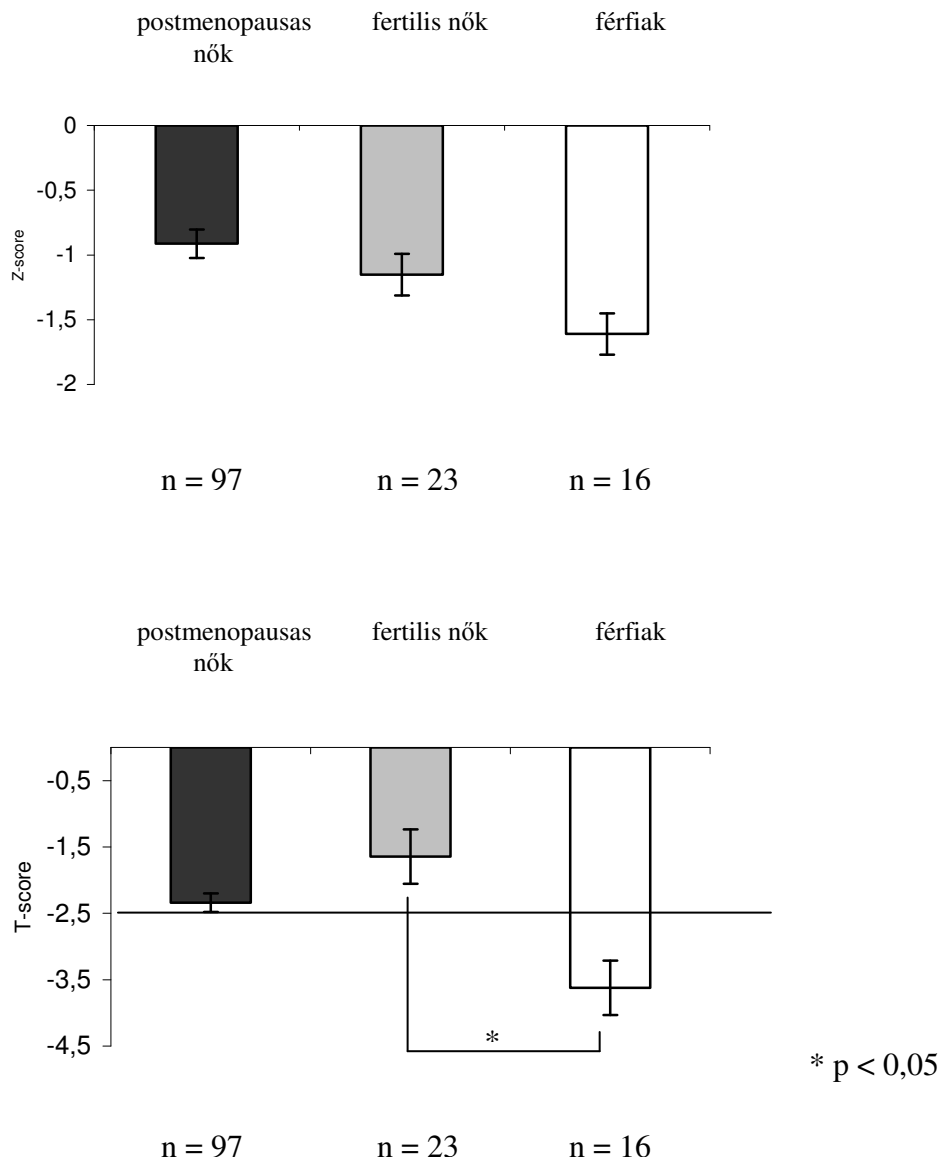 postmenopausas fertilis nők férfiak
nők
0
-0,5
-1
-1,5
-2
Z-score
n = 97 n = 23 n = 16
postmenopausas fertilis nők férfiak
nők
-0,5
-1,5
-2,5
-3,5
-4,5
T-score
*
* p < 0,05
n = 97 n = 23 n = 16